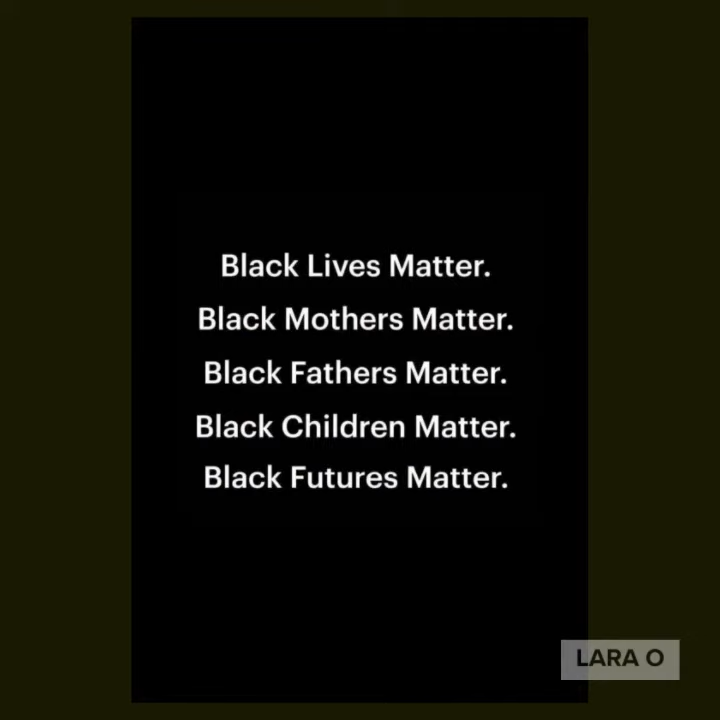 Black Lives Matter.
Black Mothers Matter.
Black Fathers Matter.
Black Children Matter.
Black Futures Matter.
LARA O